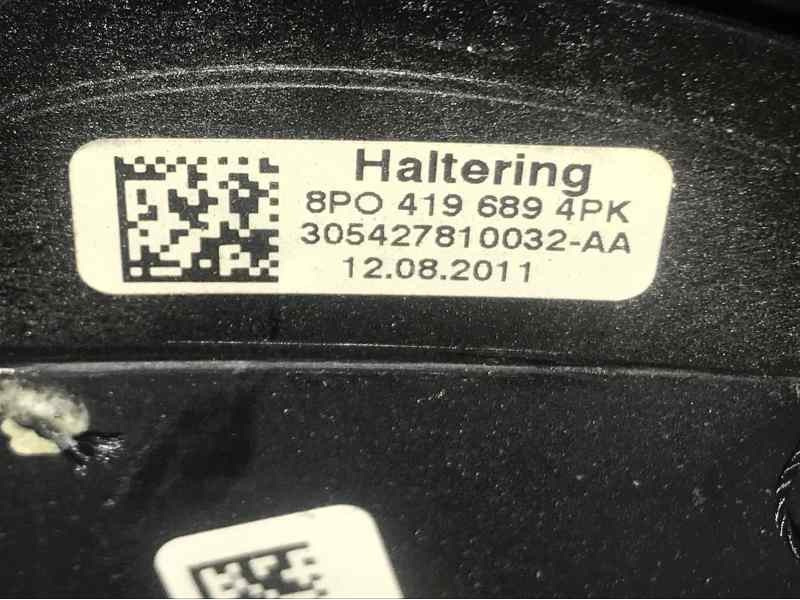 Haltering
8PO 419 689 4PK
305427810032-AA
12.08.2011